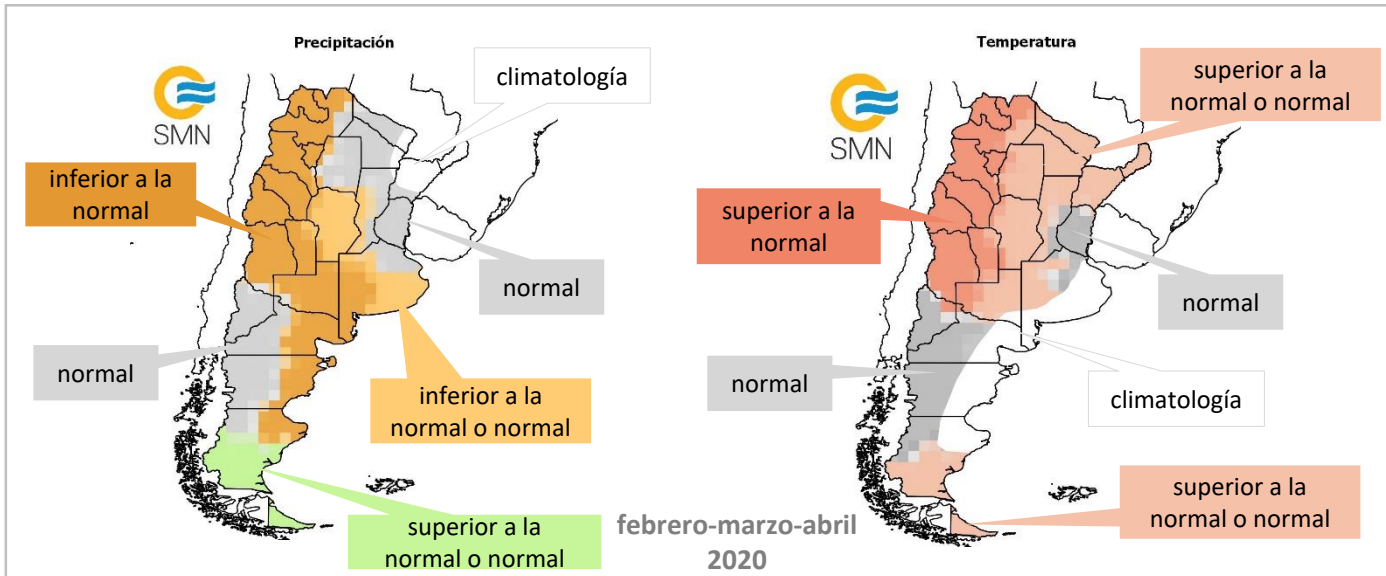 Precipitación
SMN
climatología
inferior a la
normal
normal
normal
inferior a la
normal o normal
superior a la
normal o normal
febrero-marzo-abril
2020
Temperatura
SMN
superior a la
normal o normal
superior a la
normal
normal
normal
climatología
superior a la
normal o normal